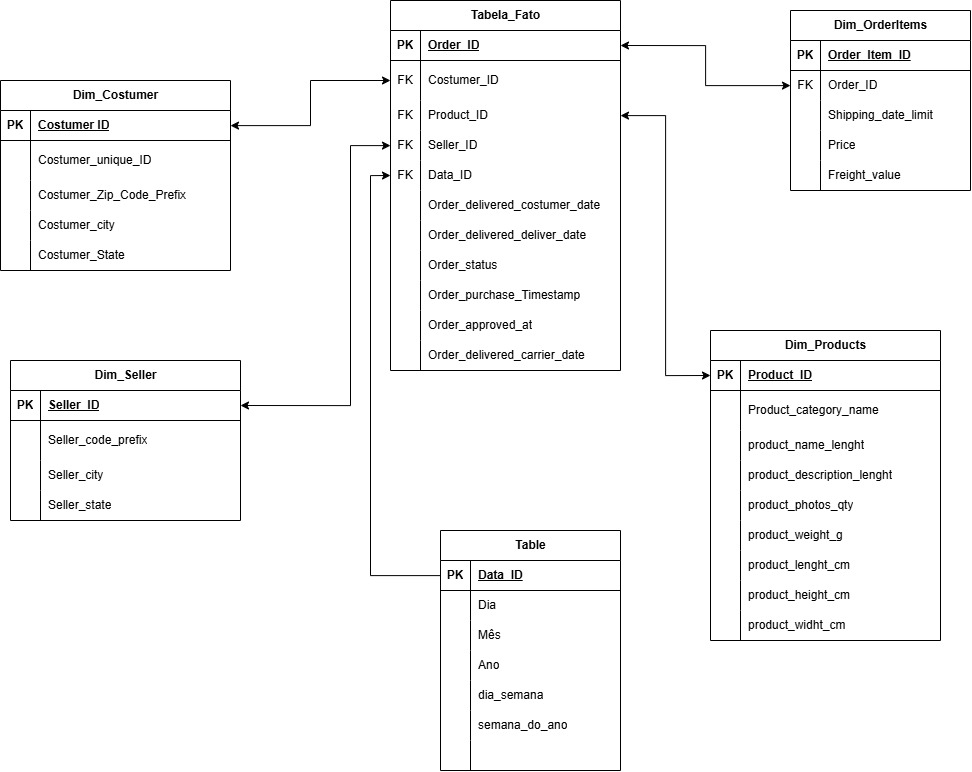 Tabela_Fato
PK Order_ID
FK Costumer_ID
FK Product_ID
FK Seller_ID
FK Data_ID
Order_delivered_costumer_date
Order_delivered_deliver_date
Order_status
Order_purchase_Timestamp
Order_approved_at
Order_delivered_carrier_date
Dim_OrderItems
PK Order_Item_ID
FK Order_ID
Shipping_date_limit
Price
Freight_value
Dim_Costumer
PK Costumer ID
Costumer_unique_ID
Costumer_Zip_Code_Prefix
Costumer_city
Costumer_State
Dim_Seller
PK Seller_ID
Seller_code_prefix
Seller_city
Seller_state
Dim_Products
PK Product_ID
Product_category_name
product_name_lenght
product_description_lenght
product_photos_qty
product_weight_g
product_lenght_cm
product_height_cm
product_widht_cm
Table
PK Data_ID
Dia
Mês
Ano
dia_semana
semana_do_ano